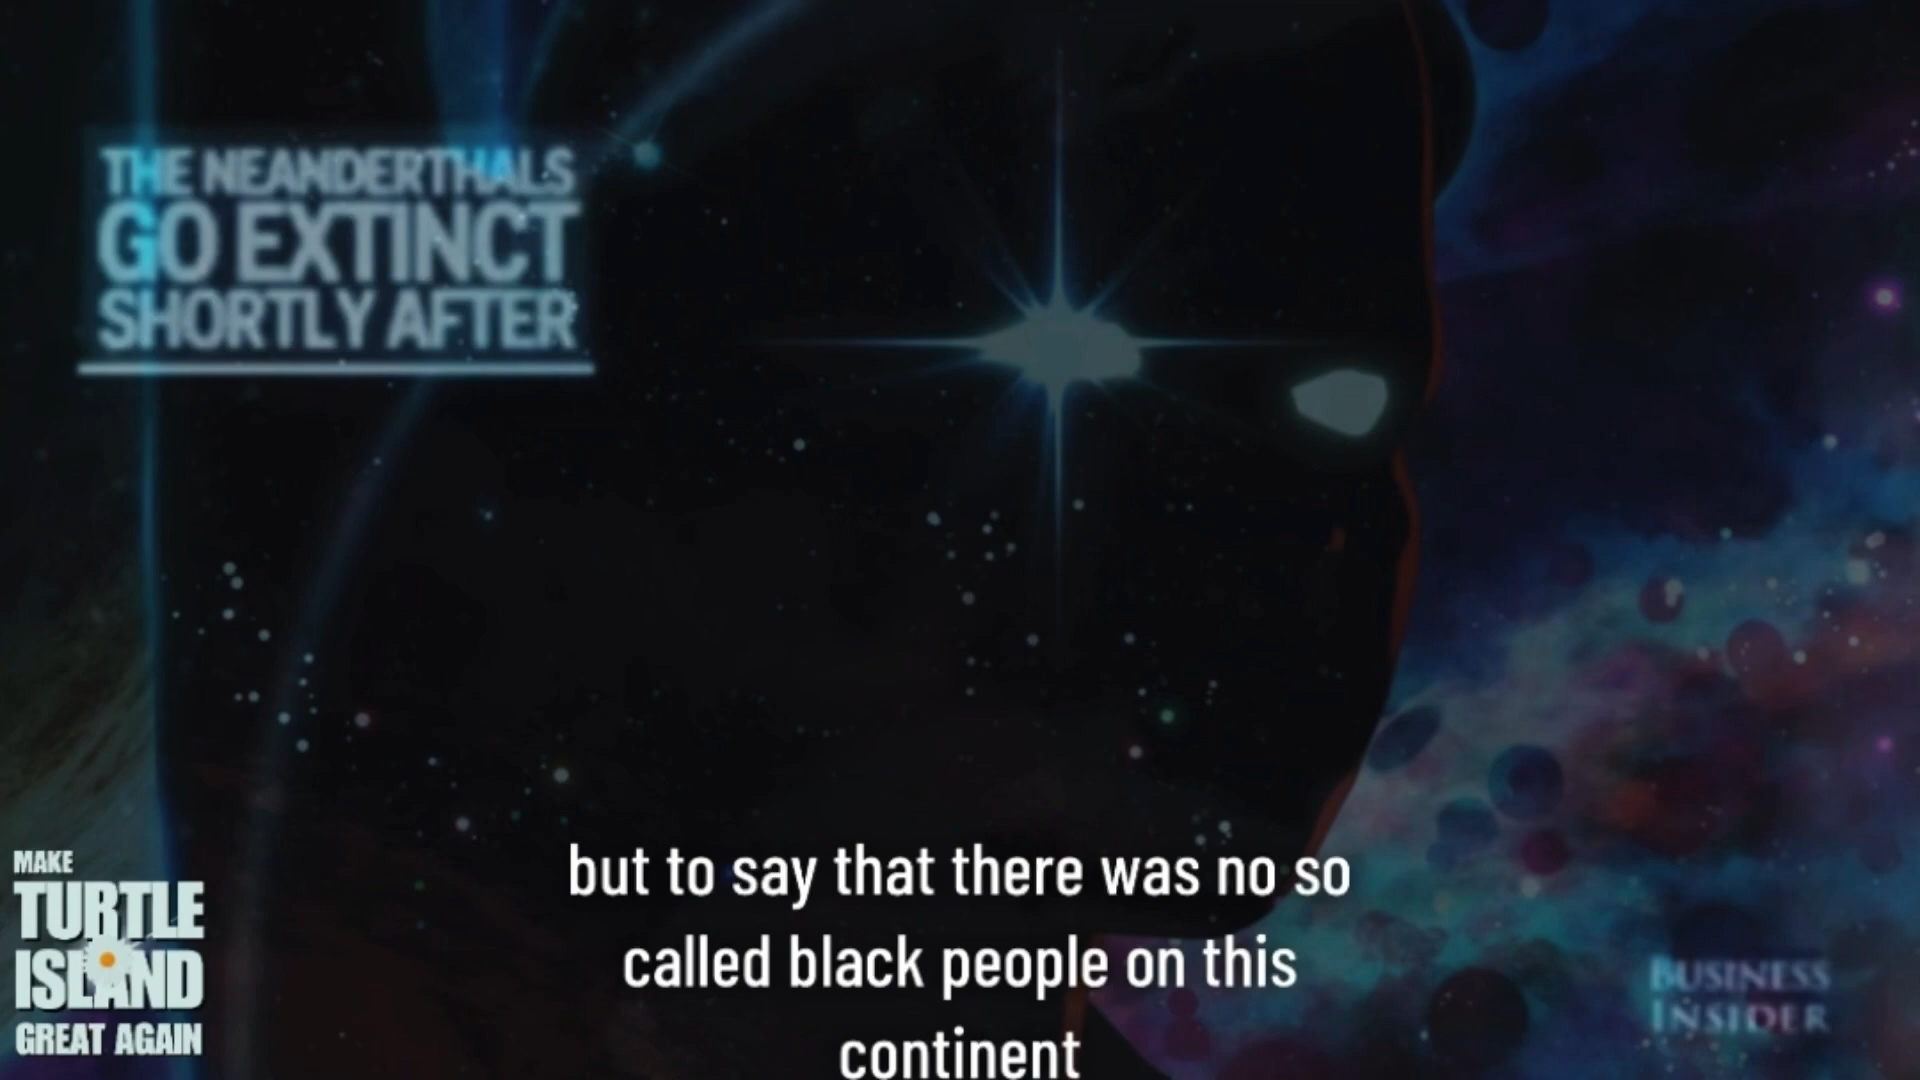 THE NEANDERTHALS
GO EXTINCT
SHORTLY AFTER
but to say that there was no so
called black people on this
continent
MAKE
TURTLE
ISLAND
GREAT AGAIN
BUSINESS
INSIDER